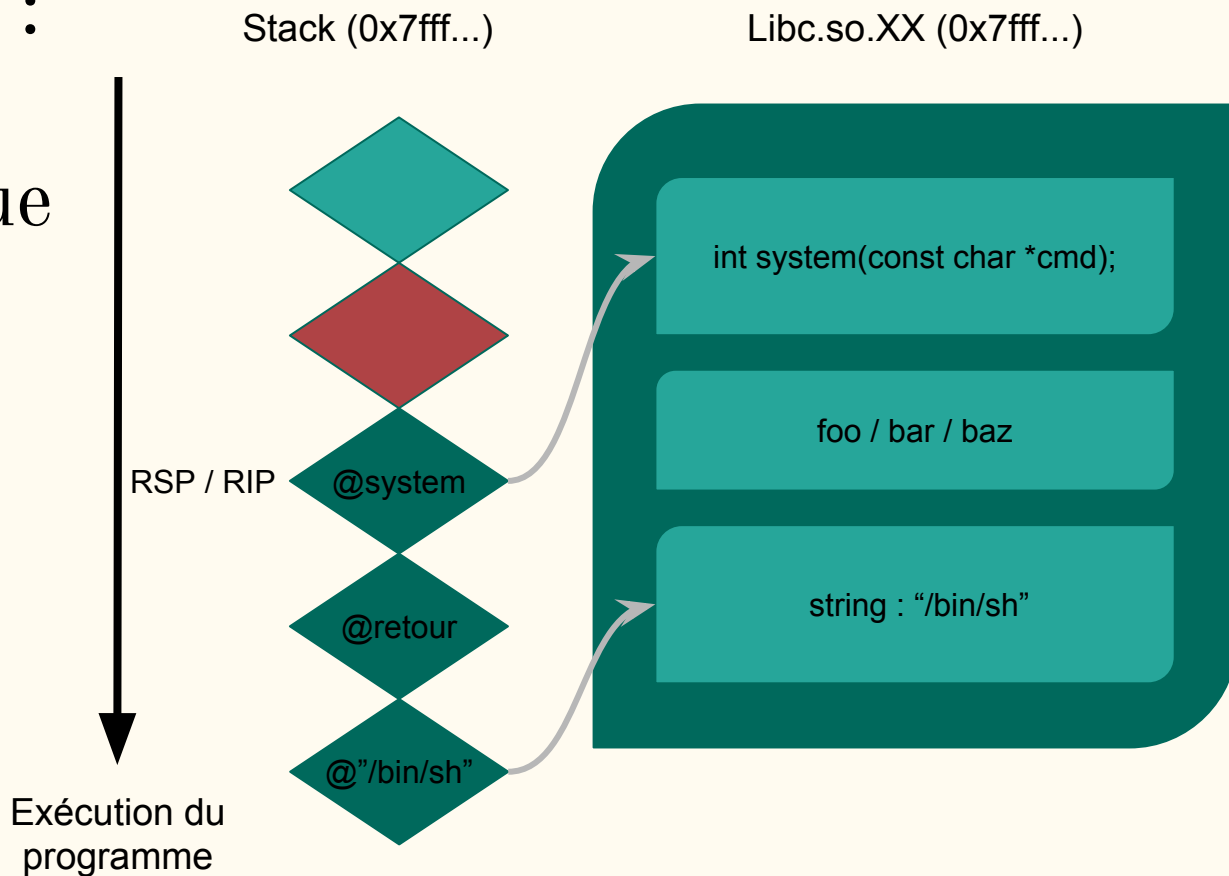 :
Stack (0x7fff...)
Libc.so.XX (0x7fff...)
ue
int system(const char *cmd);
foo / bar / baz
RSP / RIP
@system
string : “/bin/sh”
@retour
@”/bin/sh”
Exécution du
programme